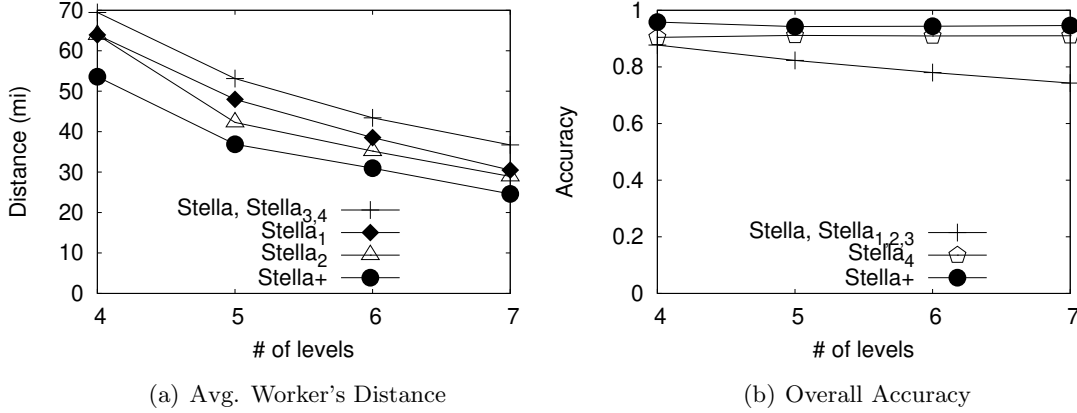 70
60
50
40
30
20
10
0
Distance (mi)
Stella, Stella3,4
Stella1
Stella2
Stella+
4 5 6 7
# of levels
(a) Avg. Worker's Distance
1
0.8
0.6
0.4
0.2
0
Accuracy
Stella, Stella1,2,3
Stella4
Stella+
4 5 6 7
# of levels
(b) Overall Accuracy